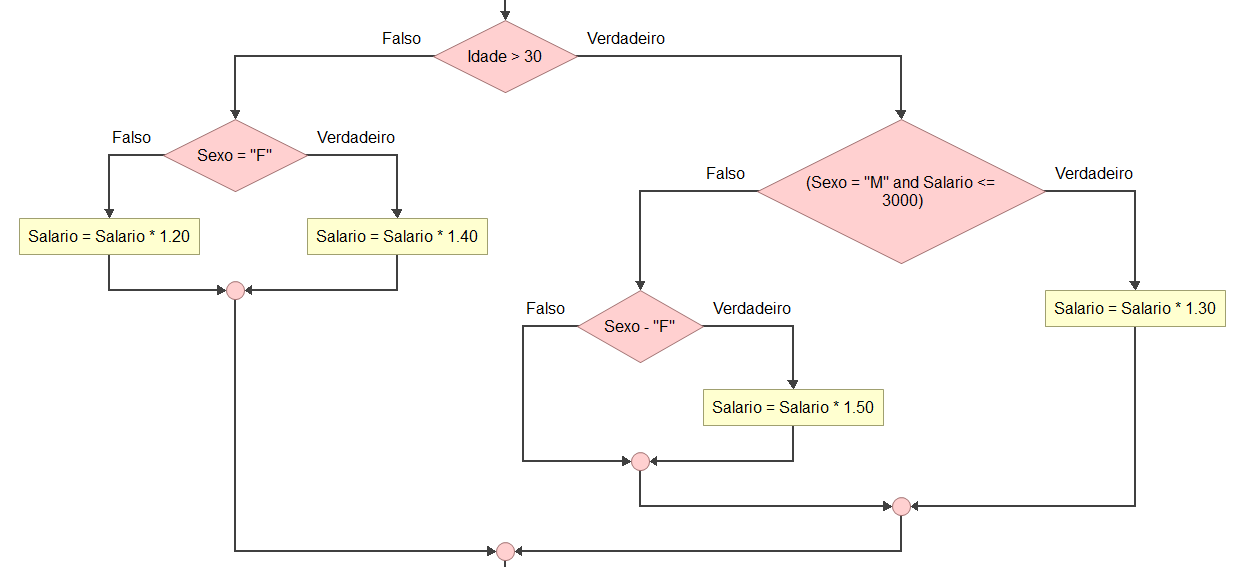 Falso
Idade > 30
Verdadeiro
Falso
Sexo = "F"
Verdadeiro
Salario = Salario * 1.20
Salario = Salario * 1.40
Falso
(Sexo = "M" and Salario <=
3000)
Verdadeiro
Falso
Sexo - "F"
Verdadeiro
Salario = Salario * 1.50
Salario = Salario * 1.30